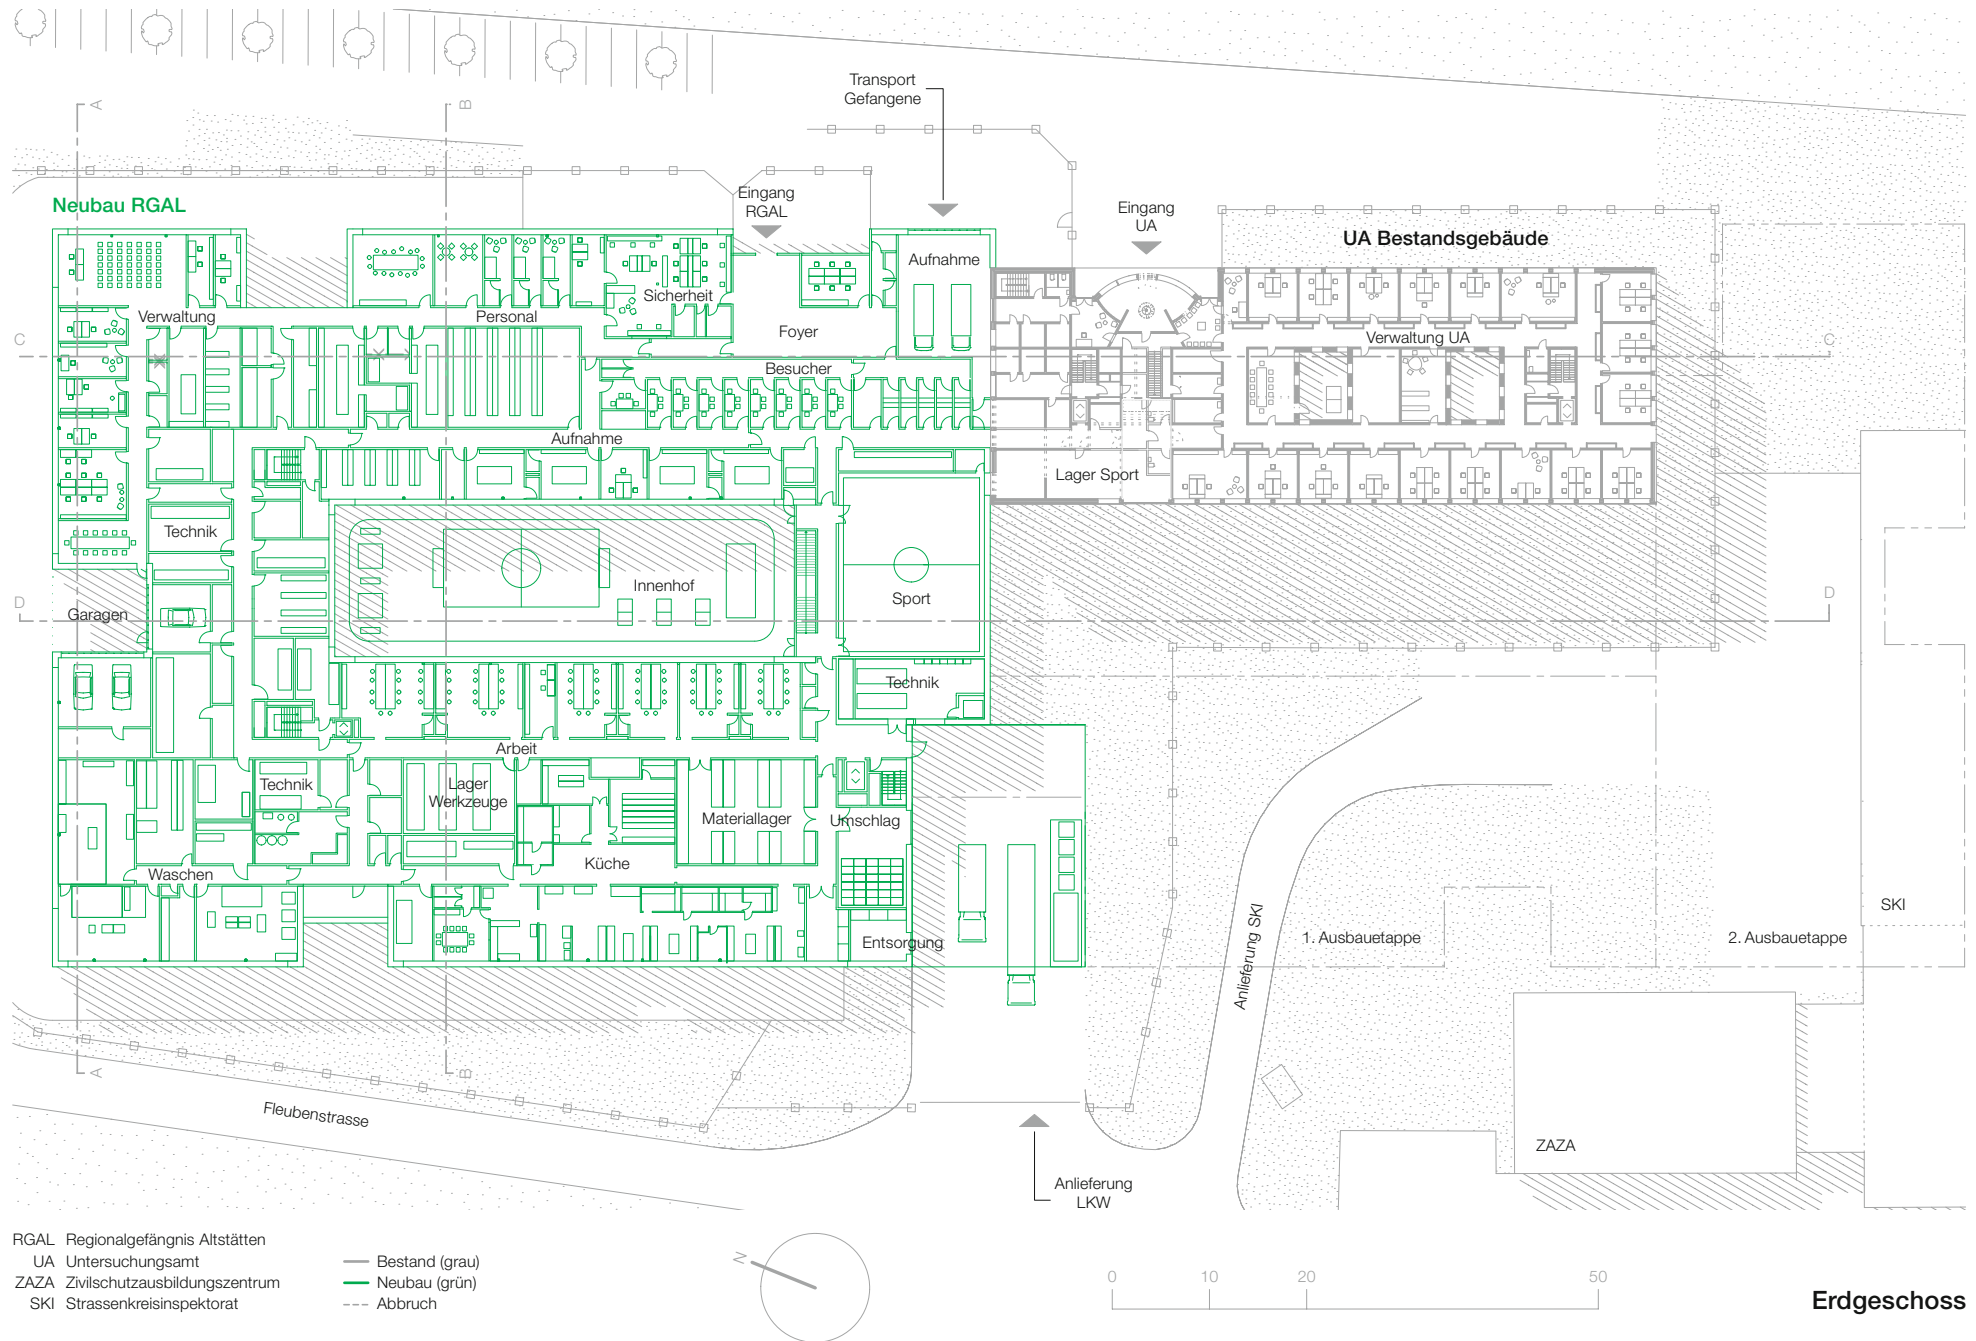 Transport
Gefangene
A
B
Neubau RGAL
Eingang
RGAL
Eingang
UA
UA Bestandsgebäude
Aufnahme
Sicherheit
Verwaltung
Personal
Foyer
Verwaltung UA
C
C
Besucher
Aufnahme
Lager Sport
Technik
Innenhof
Sport
D
D
Garagen
Technik
Arbeit
Technik
Lager
Werkzeuge
Materiallager
Umschlag
Küche
Waschen
Entsorgung
SKI
1. Ausbauetappe
2. Ausbauetappe
Anlieferung SKI
A
B
Fleubenstrasse
ZAZA
Anlieferung
LKW
RGAL Regionalgefängnis Altstätten
UA Untersuchungsamt
ZAZA Zivilschutzausbildungszentrum
SKI Strassenkreisinspektorat
Bestand (grau)
Neubau (grün)
Abbruch
N
0 10 20 50
Erdgeschoss